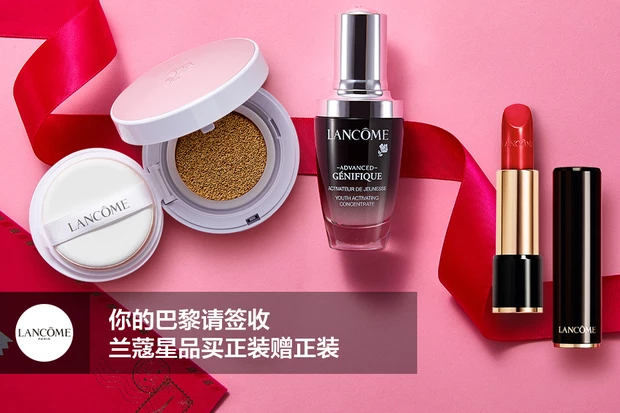 LANCÔME
LANCÔME
—ADVANCED—
GÉNIFIQUE
ACTIVATEUR DE JEUNESSE
YOUTH ACTIVATING
CONCENTRATE
LANCÔME
LANCÔME
LANCÔME
PARIS
你的巴黎请签收
兰蔻星品买正装赠正装